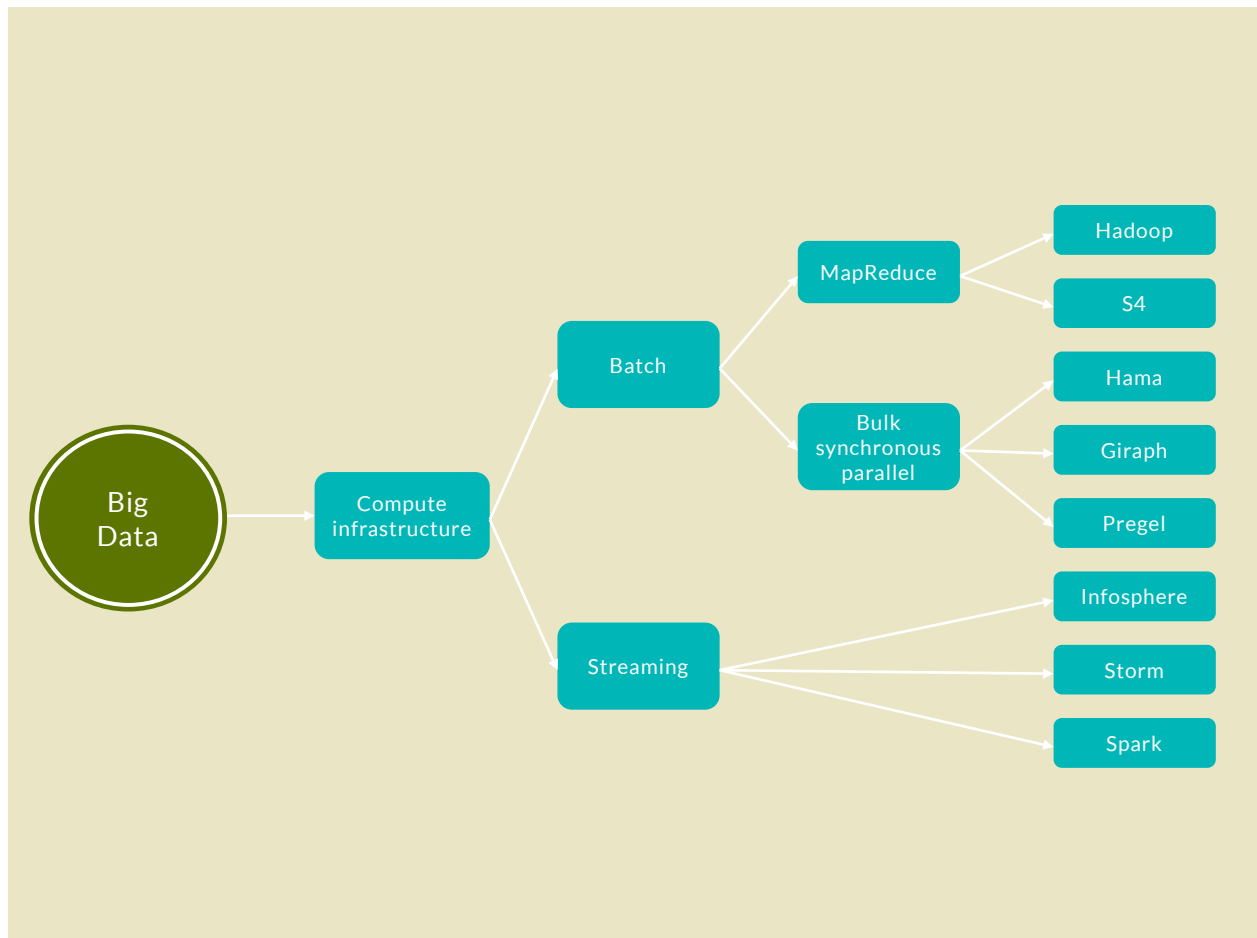 Big
Data
Compute
infrastructure
Batch
Streaming
MapReduce
Bulk
synchronous
parallel
Hadoop
S4
Hama
Giraph
Pregel
Infosphere
Storm
Spark